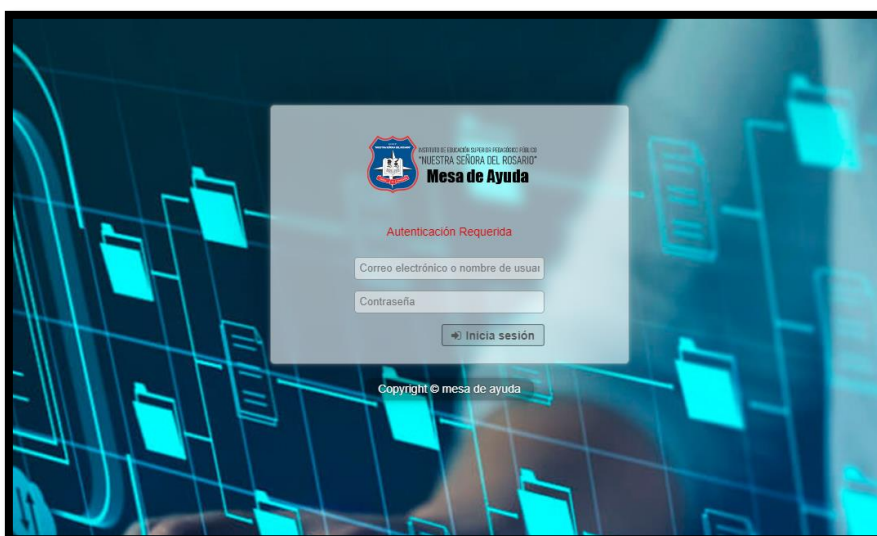 INSTITUTO DE EDUCACIÓN SUPERIOR PEDAGÓGICO PÚBLICO
"NUESTRA SEÑORA DEL ROSARIO"
Mesa de Ayuda
Autenticación Requerida
Correo electrónico o nombre de usuar
Contraseña
Inicia sesión
Copyright © mesa de ayuda